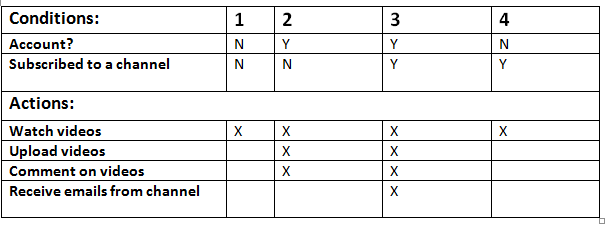 Conditions: 1 2 3 4
Account? N Y Y N
Subscribed to a channel N N Y Y
Actions:
Watch videos X X X X
Upload videos X X
Comment on videos X X
Receive emails from channel X